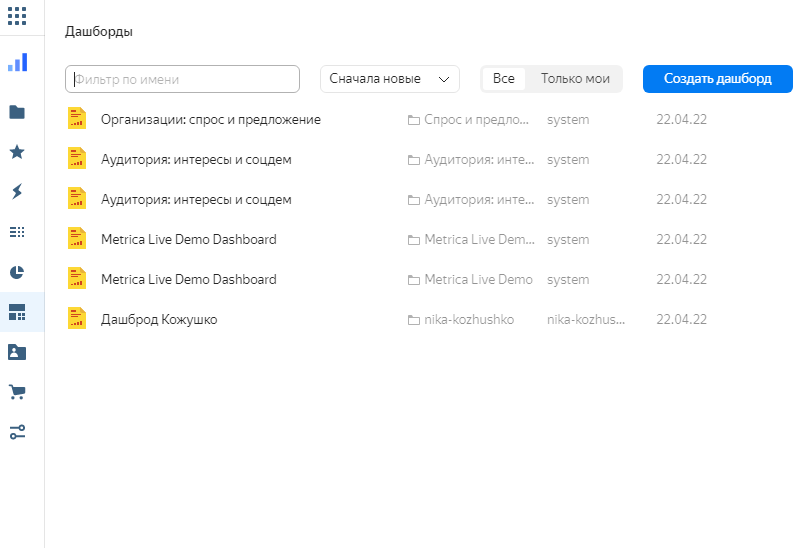 Дашборды
Фильтр по имени Сначала новые Все Только мои Создать дашборд
Организации: спрос и предложение Спрос и предло... system 22.04.22
Аудитория: интересы и соцдем Аудитория: инте... system 22.04.22
Аудитория: интересы и соцдем Аудитория: инте... system 22.04.22
Metrica Live Demo Dashboard Metrica Live Dem... system 22.04.22
Metrica Live Demo Dashboard Metrica Live Demo system 22.04.22
Дашброд Кожушко nika-kozhushko nika-kozhus... 22.04.22